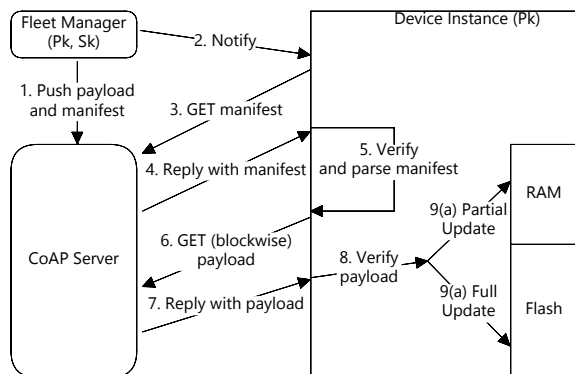 Fleet Manager
(Pk, Sk)
Device Instance (Pk)
2. Notify
1. Push payload
and manifest
3. GET manifest
4. Reply with manifest
5. Verify
and parse manifest
CoAP Server
6. GET (blockwise)
payload
7. Reply with payload
8. Verify
payload
9(a) Partial
Update
RAM
9(a) Full
Update
Flash